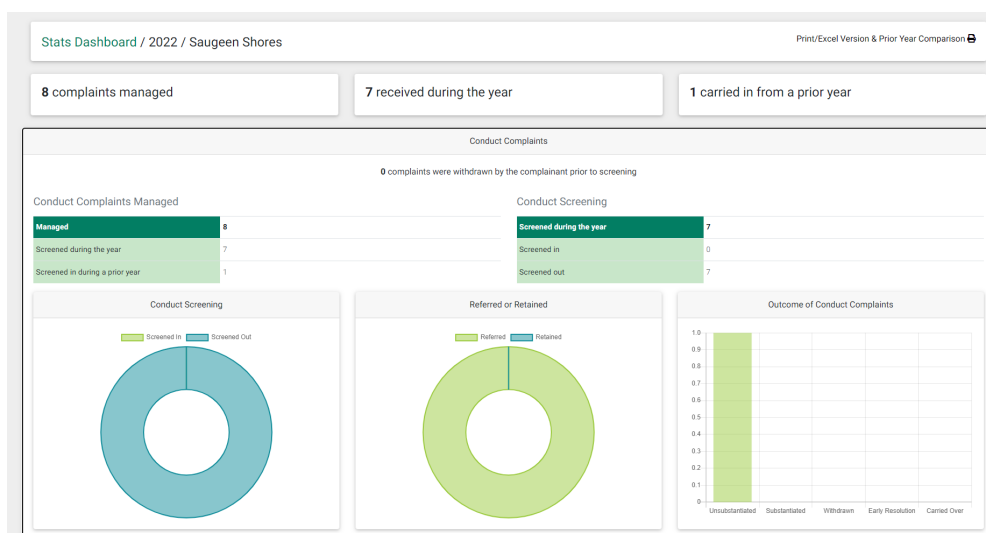 Stats Dashboard / 2022 / Saugeen Shores
Print/Excel Version & Prior Year Comparison
8 complaints managed
7 received during the year
1 carried in from a prior year
Conduct Complaints
0 complaints were withdrawn by the complainant prior to screening
Conduct Complaints Managed
Managed 8
Screened during the year 7
Screened in during a prior year 1
Conduct Screening
Screened during the year 7
Screened in 0
Screened out 7
Conduct Screening
Screened In Screened Out
Referred or Retained
Referred Retained
Outcome of Conduct Complaints
1.0
0.9
0.8
0.7
0.6
0.5
0.4
0.3
0.2
0.1
0
Unsubstantiated Substantiated Withdrawn Early Resolution Carried Over